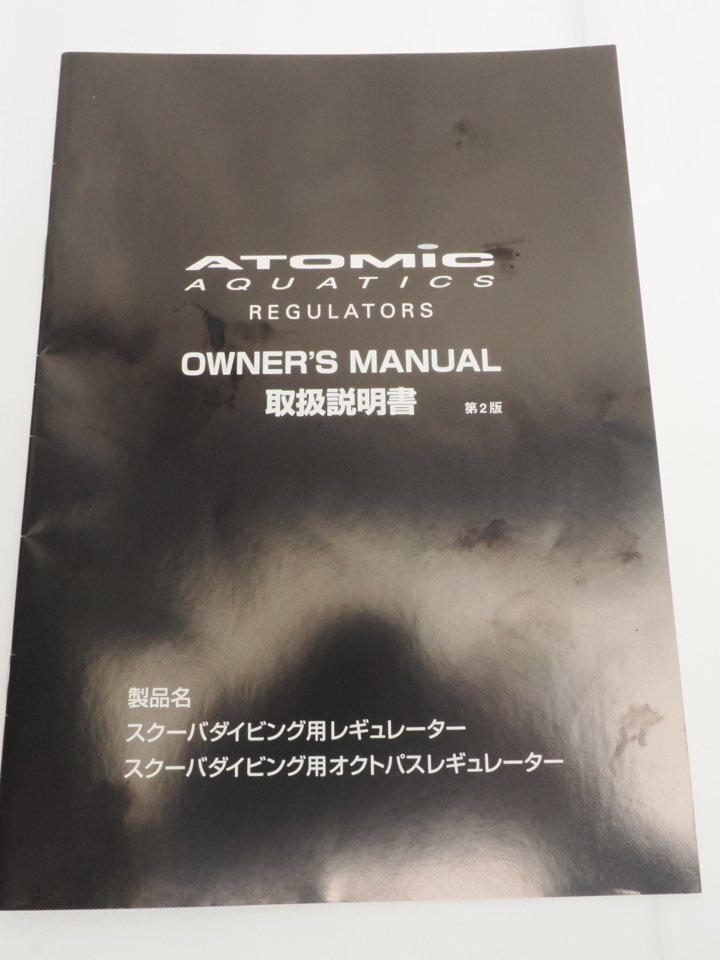 ATOMIC
AQUATICS
REGULATORS
OWNER'S MANUAL
取扱説明書 第2版
製品名
スクーバダイビング用レギュレーター
スクーバダイビング用オクトパスレギュレーター